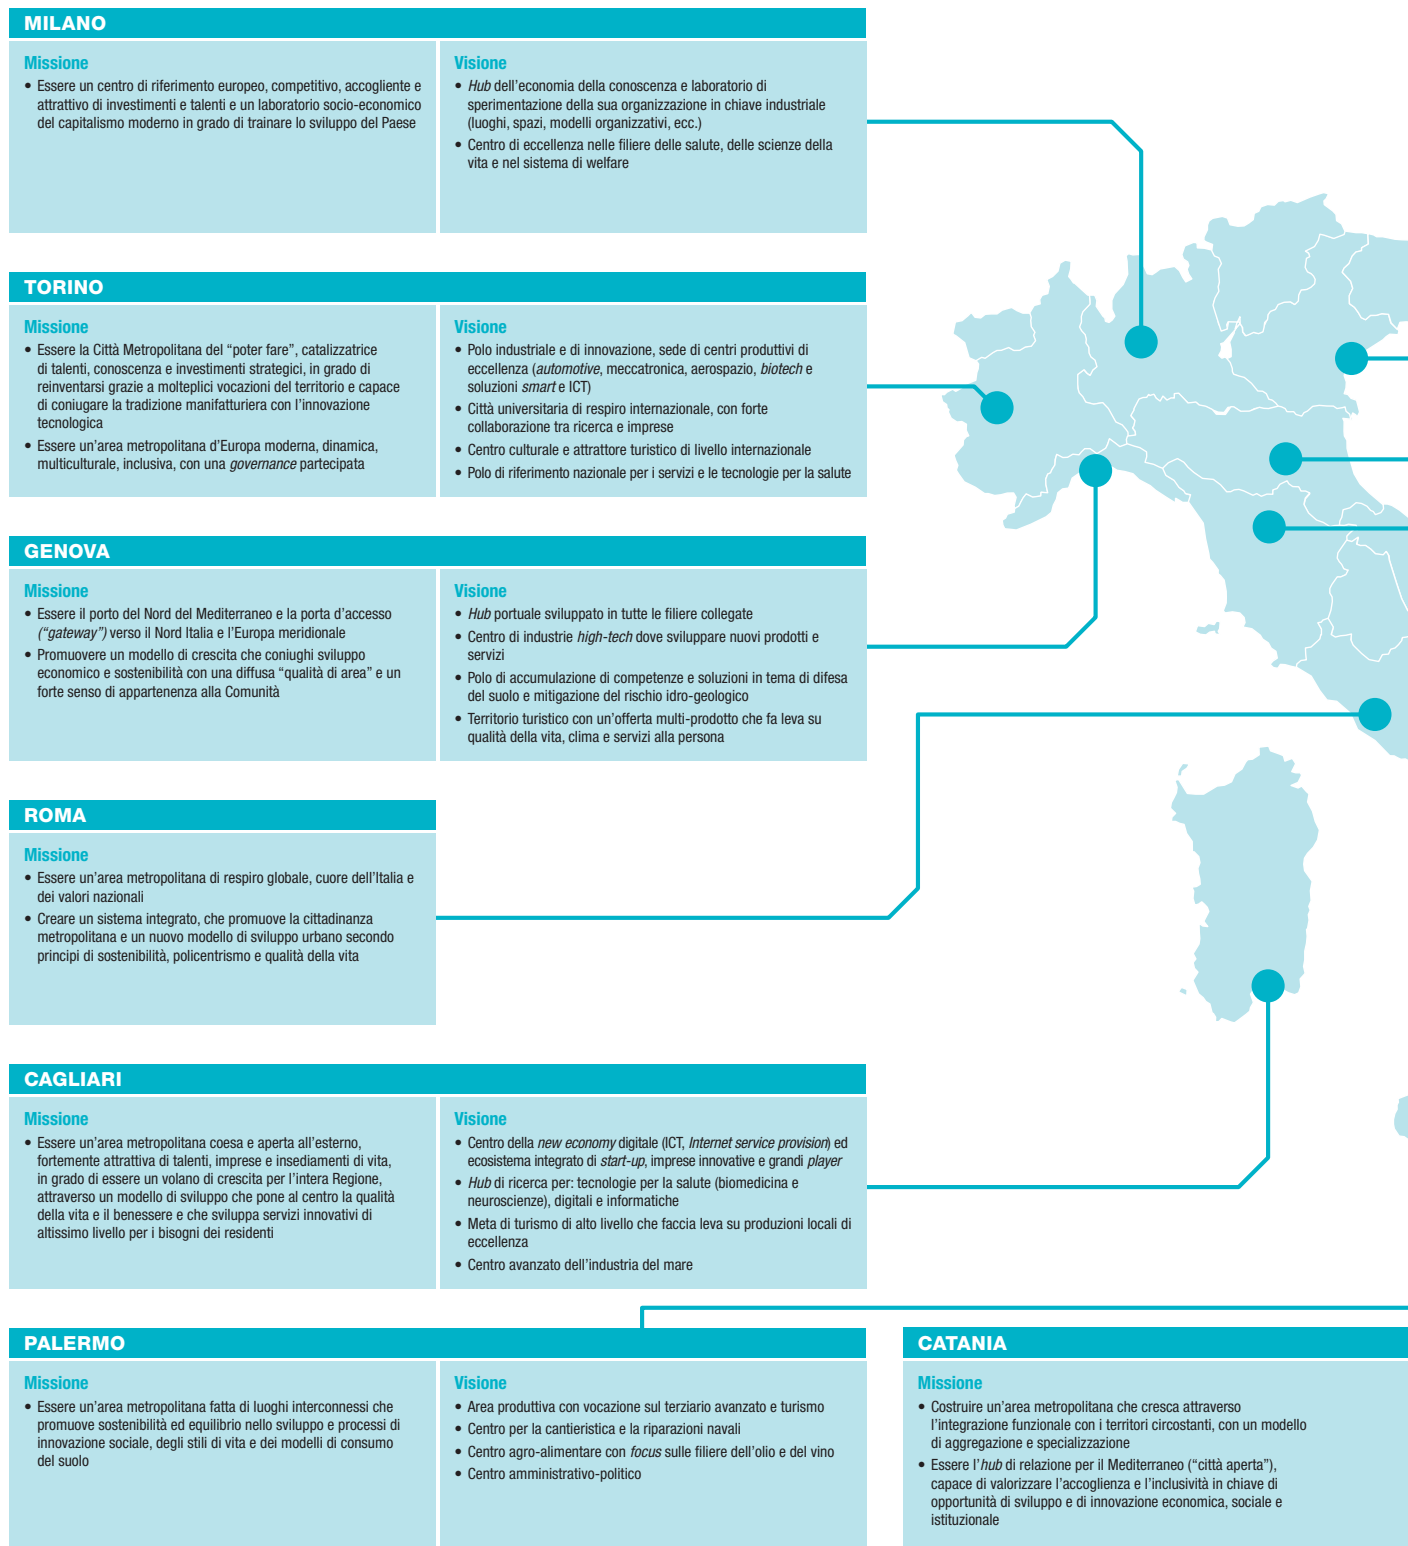 MILANO
Missione
• Essere un centro di riferimento europeo, competitivo, accogliente e
attrattivo di investimenti e talenti e un laboratorio socio-economico
del capitalismo moderno in grado di trainare lo sviluppo del Paese
Visione
• Hub dell'economia della conoscenza e laboratorio di
sperimentazione della sua organizzazione in chiave industriale
(luoghi, spazi, modelli organizzativi, ecc.)
• Centro di eccellenza nelle filiere delle salute, delle scienze della
vita e nel sistema di welfare
TORINO
Missione
• Essere la Città Metropolitana del “poter fare”, catalizzatrice
di talenti, conoscenza e investimenti strategici, in grado di
reinventarsi grazie a molteplici vocazioni del territorio e capace
di coniugare la tradizione manifatturiera con l'innovazione
tecnologica
• Essere un'area metropolitana d'Europa moderna, dinamica,
multiculturale, inclusiva, con una governance partecipata
Visione
• Polo industriale e di innovazione, sede di centri produttivi di
eccellenza (automotive, meccatronica, aerospazio, biotech e
soluzioni smart e ICT)
• Città universitaria di respiro internazionale, con forte
collaborazione tra ricerca e imprese
• Centro culturale e attrattore turistico di livello internazionale
• Polo di riferimento nazionale per i servizi e le tecnologie per la salute
GENOVA
Missione
• Essere il porto del Nord del Mediterraneo e la porta d'accesso
(“gateway”) verso il Nord Italia e l'Europa meridionale
• Promuovere un modello di crescita che coniughi sviluppo
economico e sostenibilità con una diffusa “qualità di area” e un
forte senso di appartenenza alla Comunità
Visione
• Hub portuale sviluppato in tutte le filiere collegate
• Centro di industrie high-tech dove sviluppare nuovi prodotti e
servizi
• Polo di accumulazione di competenze e soluzioni in tema di difesa
del suolo e mitigazione del rischio idro-geologico
• Territorio turistico con un'offerta multi-prodotto che fa leva su
qualità della vita, clima e servizi alla persona
ROMA
Missione
• Essere un'area metropolitana di respiro globale, cuore dell'Italia e
dei valori nazionali
• Creare un sistema integrato, che promuove la cittadinanza
metropolitana e un nuovo modello di sviluppo urbano secondo
principi di sostenibilità, policentrismo e qualità della vita
CAGLIARI
Missione
• Essere un'area metropolitana coesa e aperta all'esterno,
fortemente attrattiva di talenti, imprese e insediamenti di vita,
in grado di essere un volano di crescita per l'intera Regione,
attraverso un modello di sviluppo che pone al centro la qualità
della vita e il benessere e che sviluppa servizi innovativi di
altissimo livello per i bisogni dei residenti
Visione
• Centro della new economy digitale (ICT, Internet service provision) ed
ecosistema integrato di start-up, imprese innovative e grandi player
• Hub di ricerca per: tecnologie per la salute (biomedicina e
neuroscienze), digitali e informatiche
• Meta di turismo di alto livello che faccia leva su produzioni locali di
eccellenza
• Centro avanzato dell'industria del mare
PALERMO
Missione
• Essere un'area metropolitana fatta di luoghi interconnessi che
promuove sostenibilità ed equilibrio nello sviluppo e processi di
innovazione sociale, degli stili di vita e dei modelli di consumo
del suolo
Visione
• Area produttiva con vocazione sul terziario avanzato e turismo
• Centro per la cantieristica e la riparazioni navali
• Centro agro-alimentare con focus sulle filiere dell'olio e del vino
• Centro amministrativo-politico
CATANIA
Missione
• Costruire un'area metropolitana che cresca attraverso
l'integrazione funzionale con i territori circostanti, con un modello
di aggregazione e specializzazione
• Essere l'hub di relazione per il Mediterraneo (“città aperta”),
capace di valorizzare l'accoglienza e l'inclusività in chiave di
opportunità di sviluppo e di innovazione economica, sociale e
istituzionale